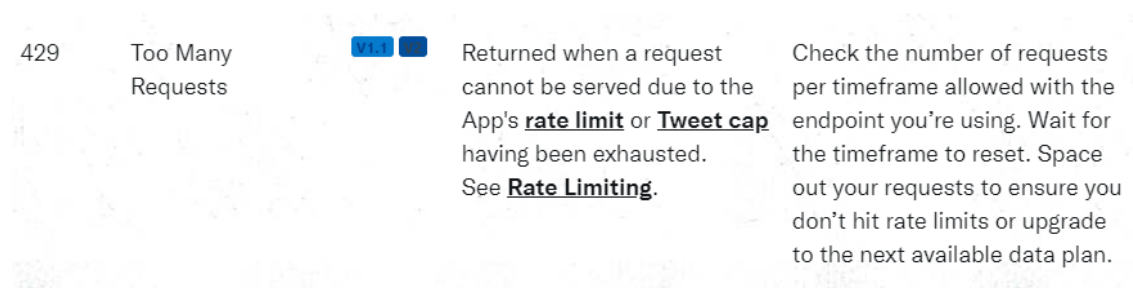 429
Too Many
Requests
V1.1
Returned when a request
cannot be served due to the
App's rate limit or Tweet cap
having been exhausted.
See Rate Limiting.
Check the number of requests
per timeframe allowed with the
endpoint you’re using. Wait for
the timeframe to reset. Space
out your requests to ensure you
don’t hit rate limits or upgrade
to the next available data plan.